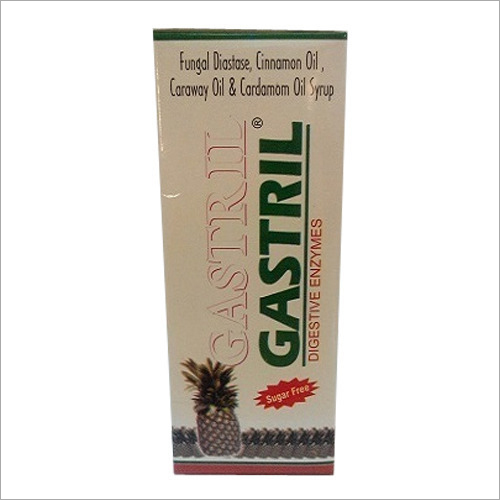 Fungal Diastase, Cinnamon Oil ,
Caraway Oil & Cardamom Oil Syrup
GASTRIL
GASTRIL®
DIGESTIVE ENZYMES
Sugar Free